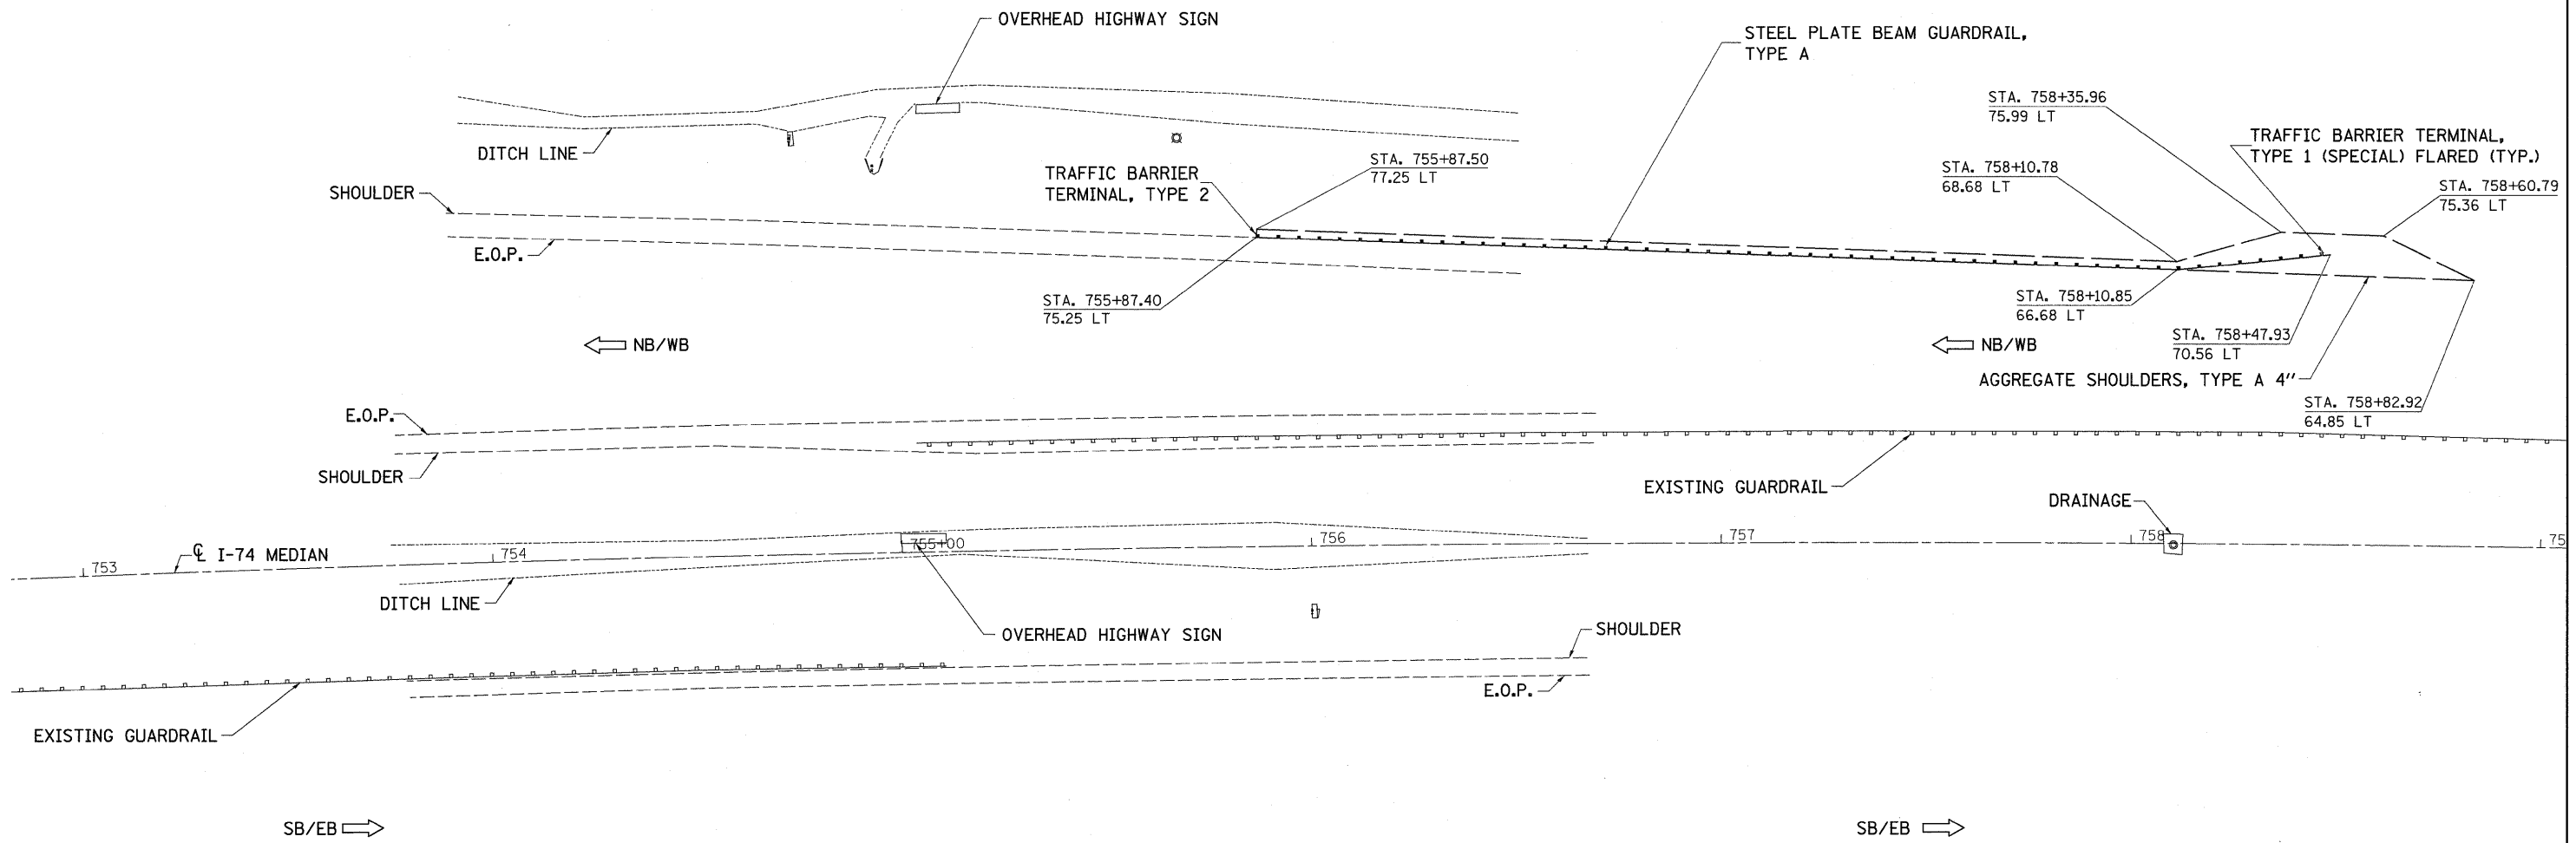 OVERHEAD HIGHWAY SIGN
STEEL PLATE BEAM GUARDRAIL,
TYPE A
STA. 758+35.96
75.99 LT
TRAFFIC BARRIER TERMINAL,
TYPE 1 (SPECIAL) FLARED (TYP.)
DITCH LINE
STA. 755+87.50
77.25 LT
TRAFFIC BARRIER
TERMINAL, TYPE 2
STA. 758+10.78
68.68 LT
STA. 758+60.79
75.36 LT
SHOULDER
E.O.P.
STA. 755+87.40
75.25 LT
STA. 758+10.85
66.68 LT
NB/WB
NB/WB
STA. 758+47.93
70.56 LT
AGGREGATE SHOULDERS, TYPE A 4"
STA. 758+82.92
64.85 LT
E.O.P.
SHOULDER
EXISTING GUARDRAIL
DRAINAGE
℄ I-74 MEDIAN
753
754
755+00
756
757
758
75
DITCH LINE
OVERHEAD HIGHWAY SIGN
SHOULDER
E.O.P.
EXISTING GUARDRAIL
SB/EB
SB/EB